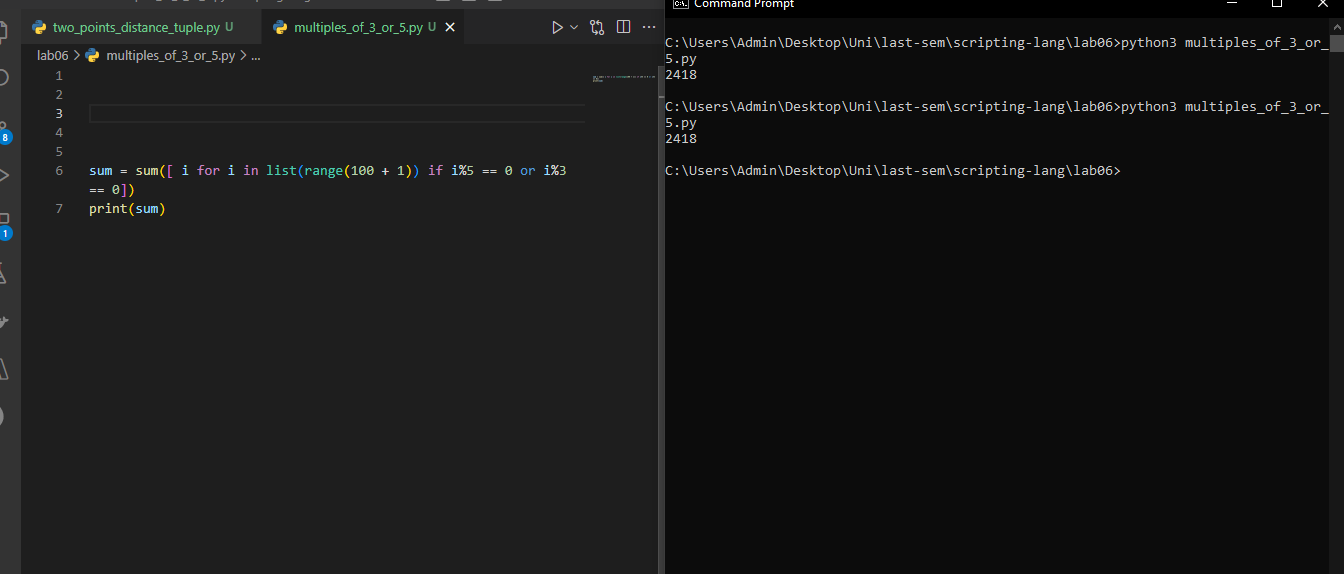 two_points_distance_tuple.py U
multiples_of_3_or_5.py U
lab06 > multiples_of_3_or_5.py > ...
1
2
3
4
5
6 sum = sum([ i for i in list(range(100 + 1)) if i%5 == 0 or i%3
== 0])
7 print(sum)
8
1
Command Prompt
C:\Users\Admin\Desktop\Uni\last-sem\scripting-lang\lab06>python3 multiples_of_3_or_
5.py
2418
C:\Users\Admin\Desktop\Uni\last-sem\scripting-lang\lab06>python3 multiples_of_3_or_
5.py
2418
C:\Users\Admin\Desktop\Uni\last-sem\scripting-lang\lab06>